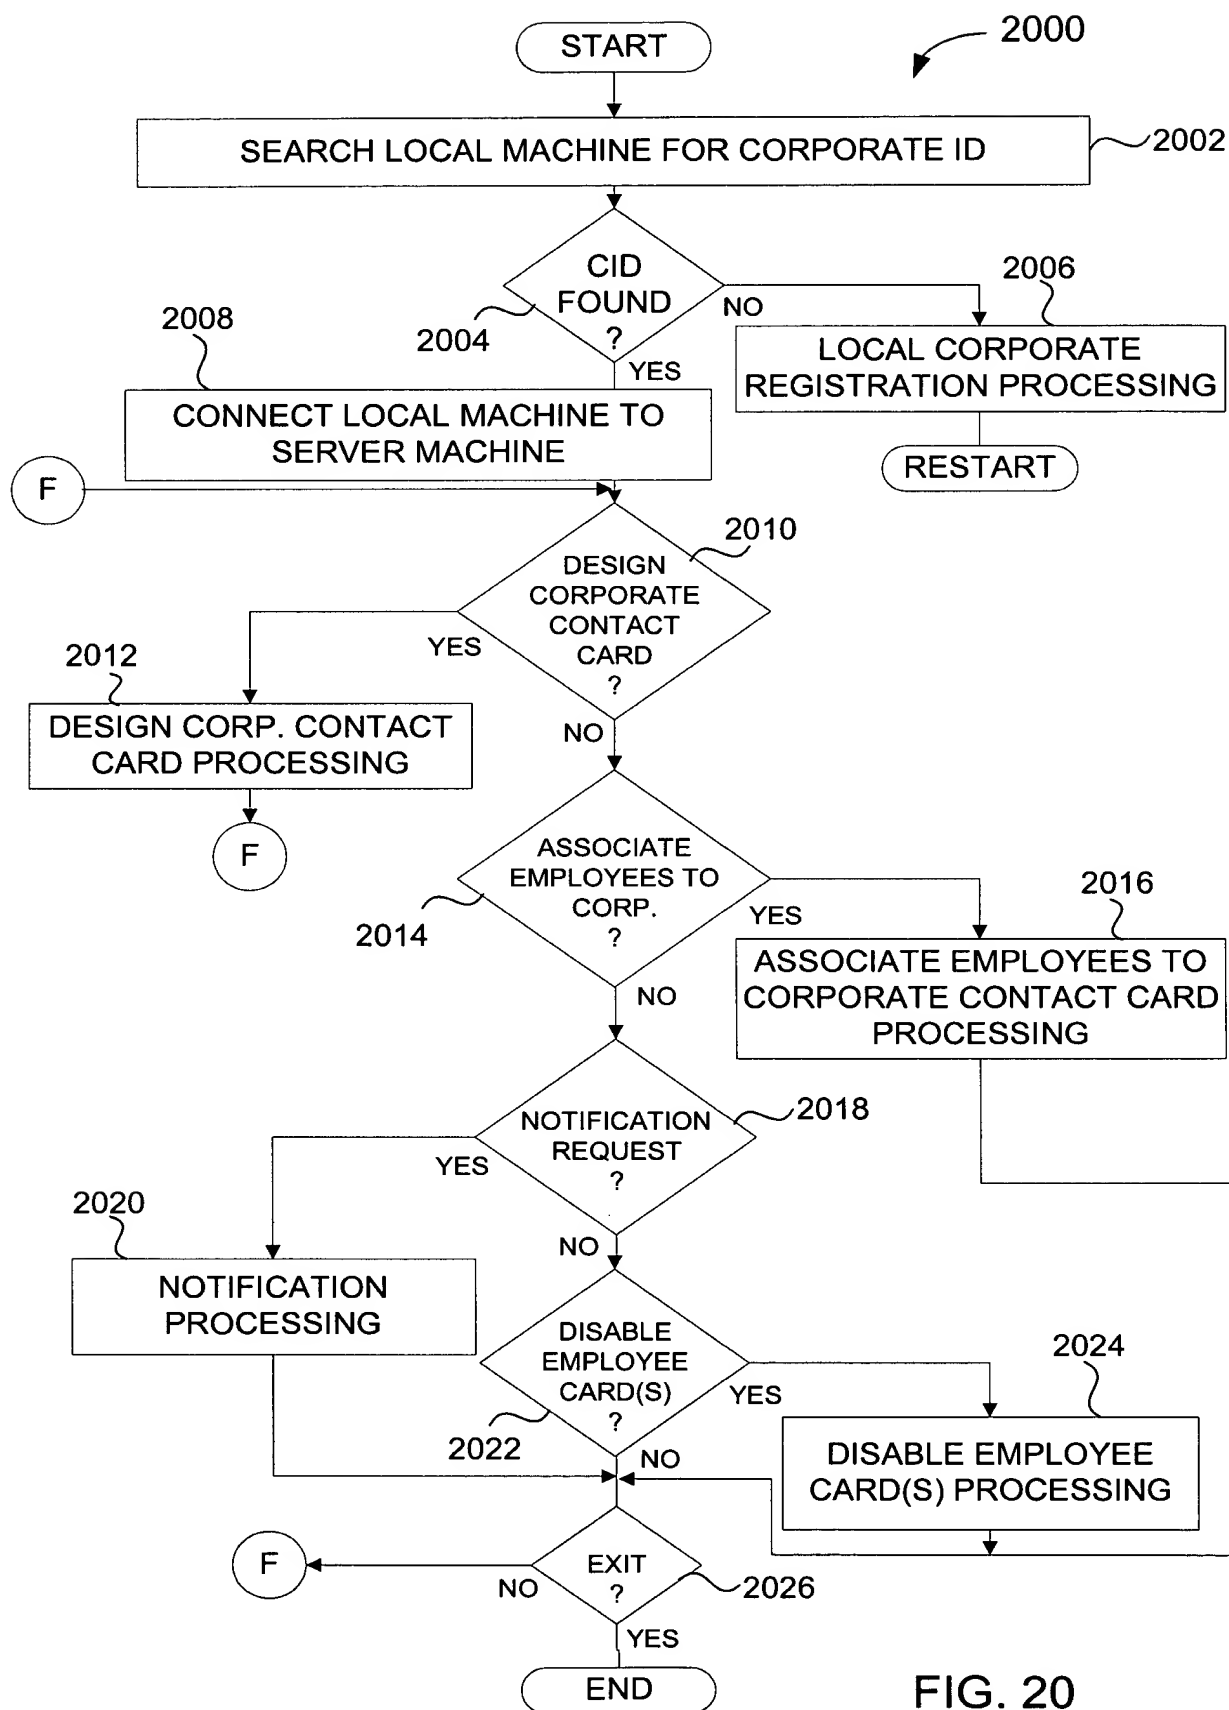 START
2000
SEARCH LOCAL MACHINE FOR CORPORATE ID
2002
CID
FOUND
?
2004
NO
2006
LOCAL CORPORATE
REGISTRATION PROCESSING
RESTART
YES
2008
CONNECT LOCAL MACHINE TO
SERVER MACHINE
F
2010
DESIGN
CORPORATE
CONTACT
CARD
?
YES
2012
DESIGN CORP. CONTACT
CARD PROCESSING
F
NO
ASSOCIATE
EMPLOYEES TO
CORP.
?
2014
YES
2016
ASSOCIATE EMPLOYEES TO
CORPORATE CONTACT CARD
PROCESSING
NO
NOTIFICATION
REQUEST
?
2018
YES
2020
NOTIFICATION
PROCESSING
NO
DISABLE
EMPLOYEE
CARD(S)
?
2022
YES
2024
DISABLE EMPLOYEE
CARD(S) PROCESSING
NO
EXIT
?
2026
NO
F
YES
END
FIG. 20